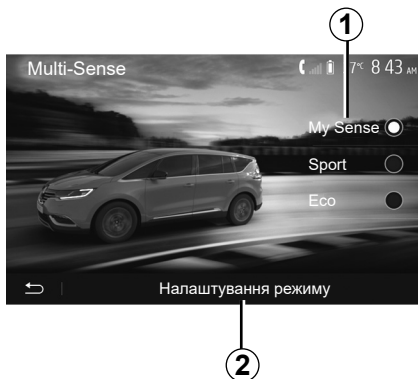 1
Multi-Sense 7°C 8 43 AM
My Sense
Sport
Eco
Налаштування режиму
2